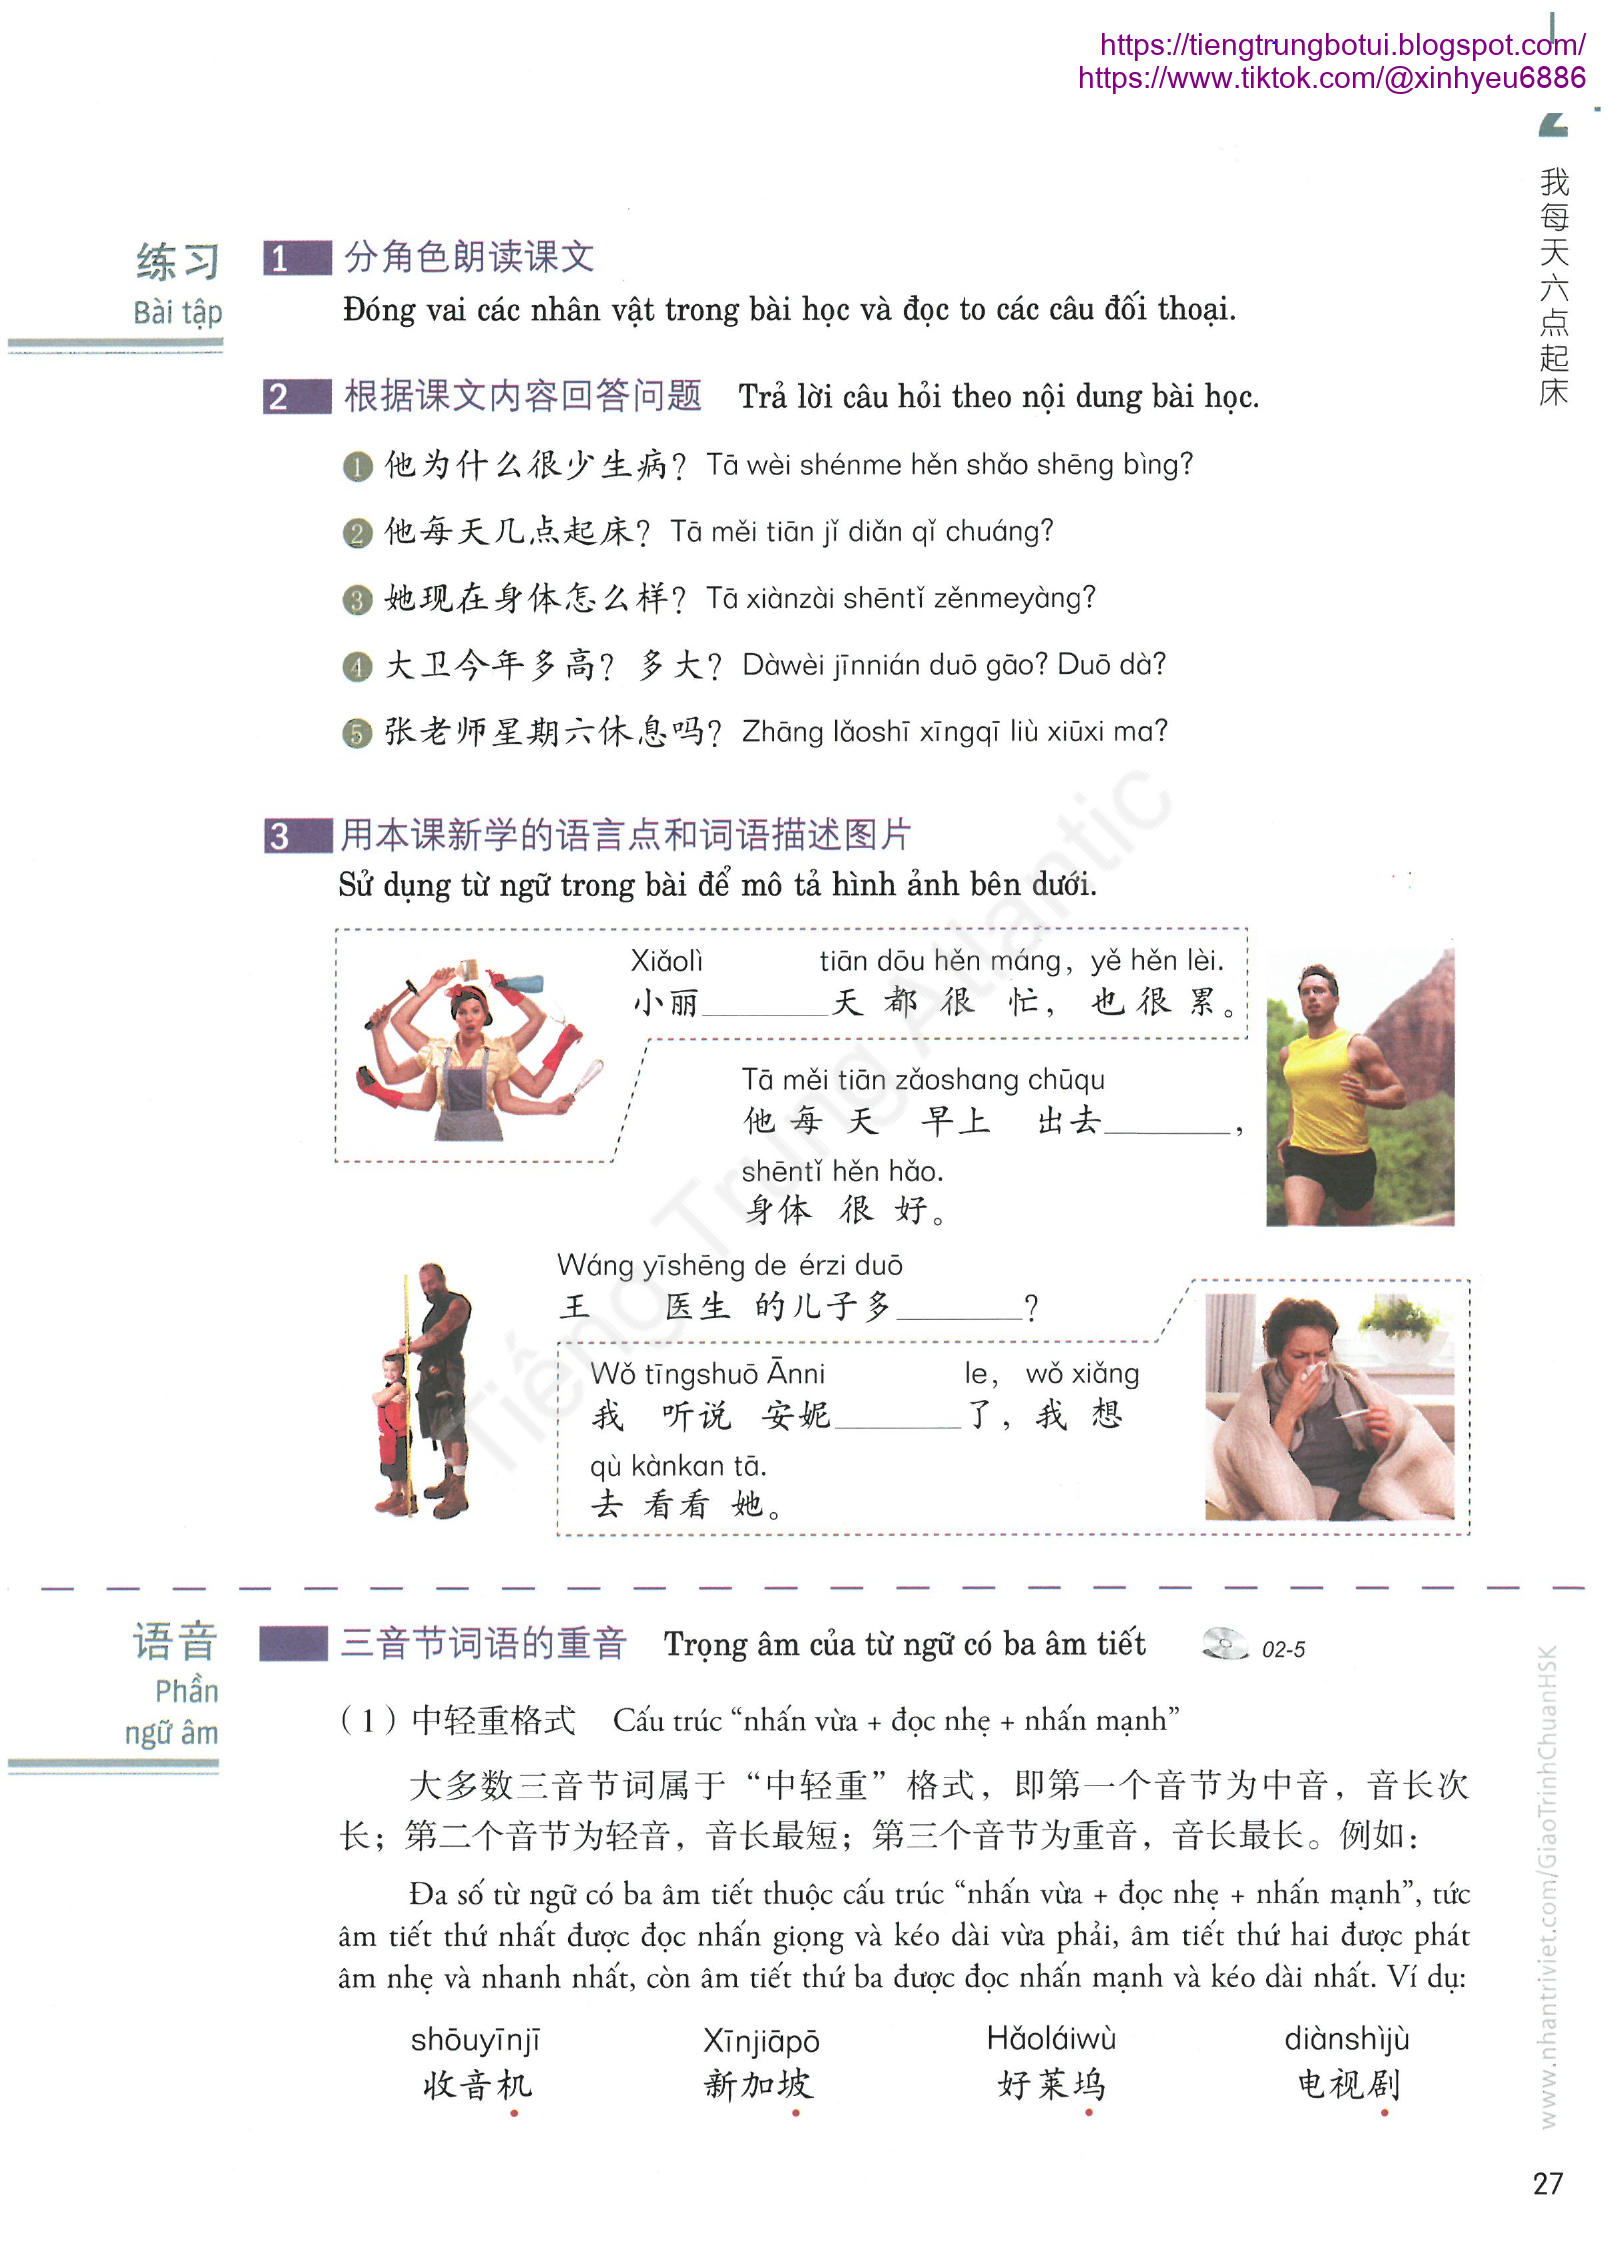 https://tiengtrungbotui.blogspot.com/
https://www.tiktok.com/@xinhyeu6886
2
我每天六点起床
练习
Bài tập
1 分角色朗读课文
Đóng vai các nhân vật trong bài học và đọc to các câu đối thoại.
2 根据课文内容回答问题 Trả lời câu hỏi theo nội dung bài học.
1 他为什么很少生病? Tā wèi shénme hěn shǎo shēng bìng?
2 他每天几点起床? Tā měi tiān jǐ diǎn qǐ chuáng?
3 她现在身体怎么样? Tā xiànzài shēntǐ zěnmeyàng?
4 大卫今年多高? 多大? Dàwèi jīnnián duō gāo? Duō dà?
5 张老师星期六休息吗? Zhāng lǎoshī xīngqī liù xiūxi ma?
3 用本课新学的语言点和词语描述图片
Sử dụng từ ngữ trong bài để mô tả hình ảnh bên dưới.
Xiǎolì tiān dōu hěn máng, yě hěn lèi.
小丽________天 都 很 忙, 也 很 累。
Tā měi tiān zǎoshang chūqu
他 每 天 早上 出去________,
shēntǐ hěn hǎo.
身体 很 好。
Wáng yīshēng de érzi duō
王 医生 的 儿子 多________?
Wǒ tīngshuō Ānni le, wǒ xiǎng
我 听说 安妮________了, 我 想
qù kànkan tā.
去 看看 她。
Tiếng Trung Atlantic
语音
Phần
ngữ âm
三音节词语的重音 Trọng âm của từ ngữ có ba âm tiết 02-5
(1)中轻重格式 Cấu trúc “nhấn vừa + đọc nhẹ + nhấn mạnh”
大多数三音节词属于“中轻重”格式, 即第一个音节为中音, 音长次
长; 第二个音节为轻音, 音长最短; 第三个音节为重音, 音长最长。例如:
Đa số từ ngữ có ba âm tiết thuộc cấu trúc “nhấn vừa + đọc nhẹ + nhấn mạnh”, tức
âm tiết thứ nhất được đọc nhấn giọng và kéo dài vừa phải, âm tiết thứ hai được phát
âm nhẹ và nhanh nhất, còn âm tiết thứ ba được đọc nhấn mạnh và kéo dài nhất. Ví dụ:
shōuyīnjī Xīnjiāpō Hǎoláiwù diànshìjù
收音机 新加坡 好莱坞 电视剧
www.nhantriviet.com/GiaoTrinhChuanHSK
27